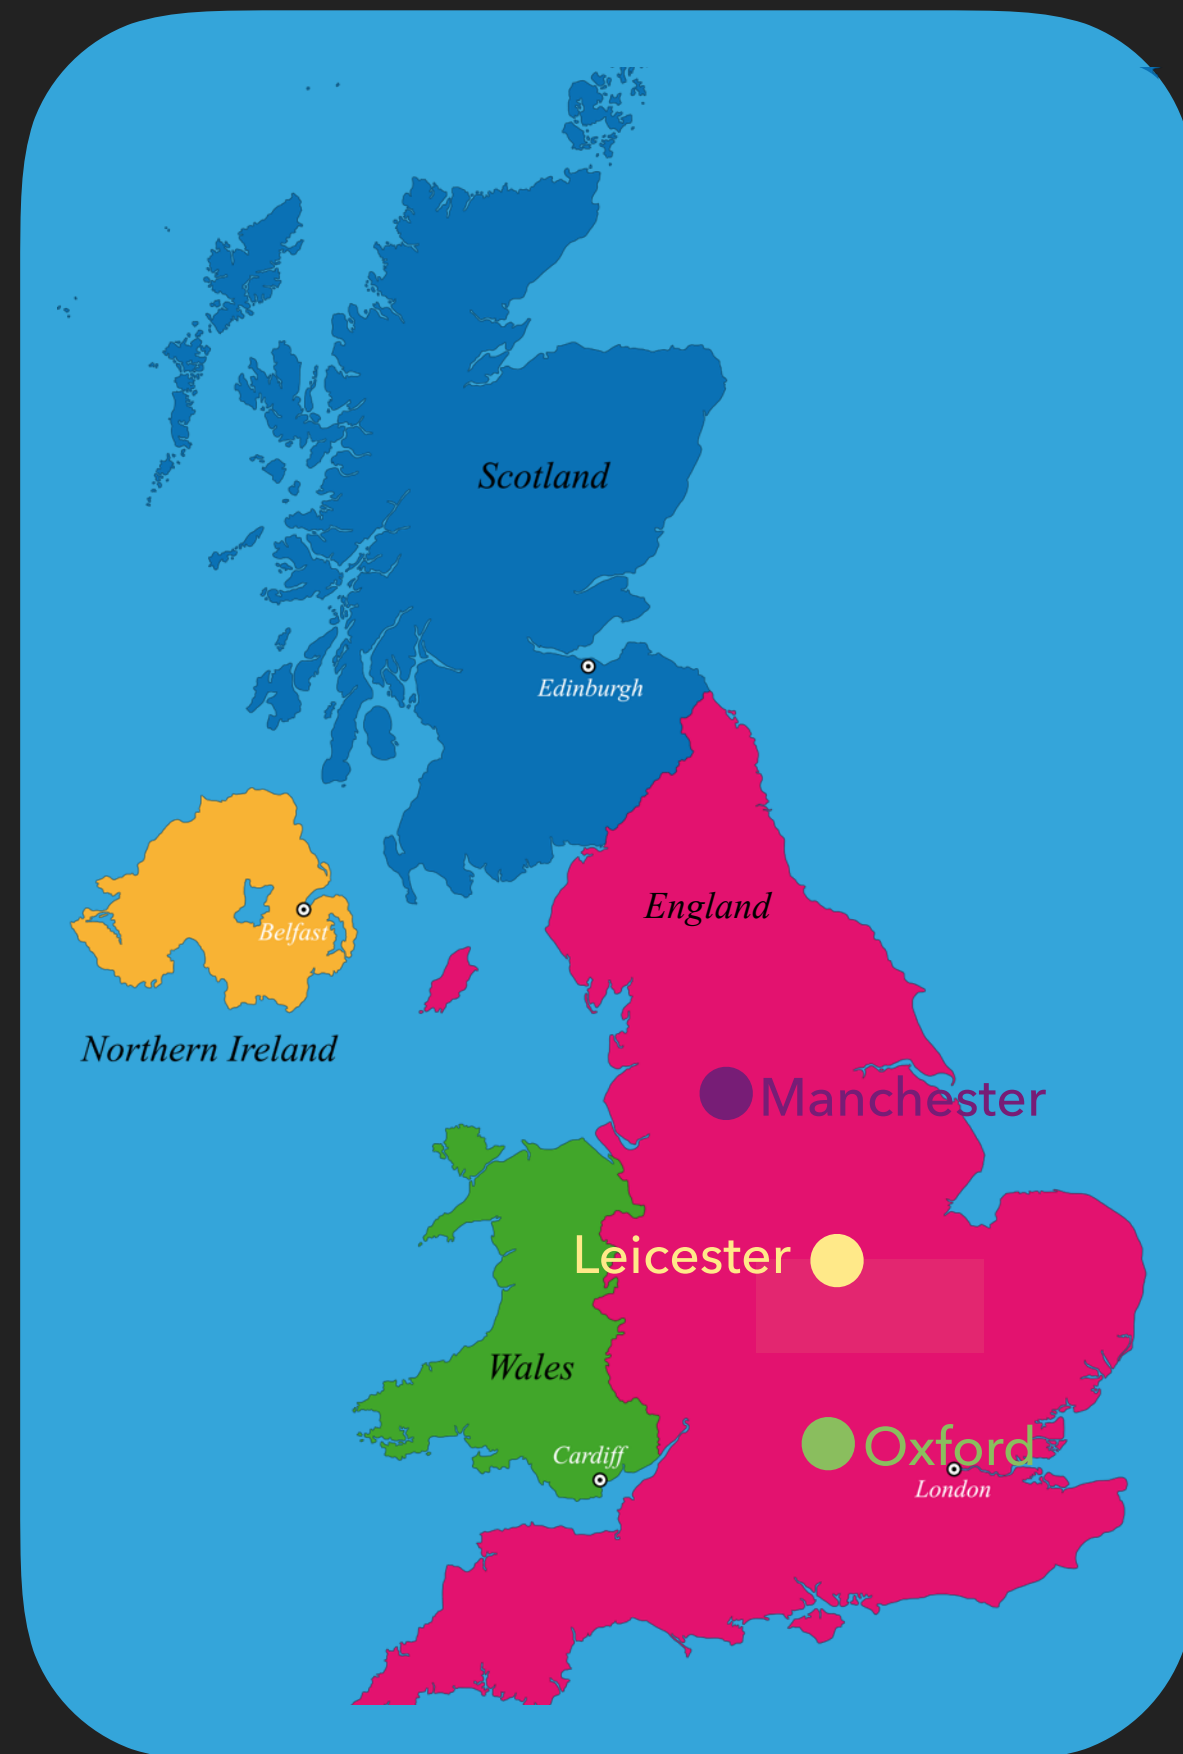 Scotland
Edinburgh
England
Belfast
Northern Ireland
Manchester
Leicester
Wales
Oxford
Cardiff
London